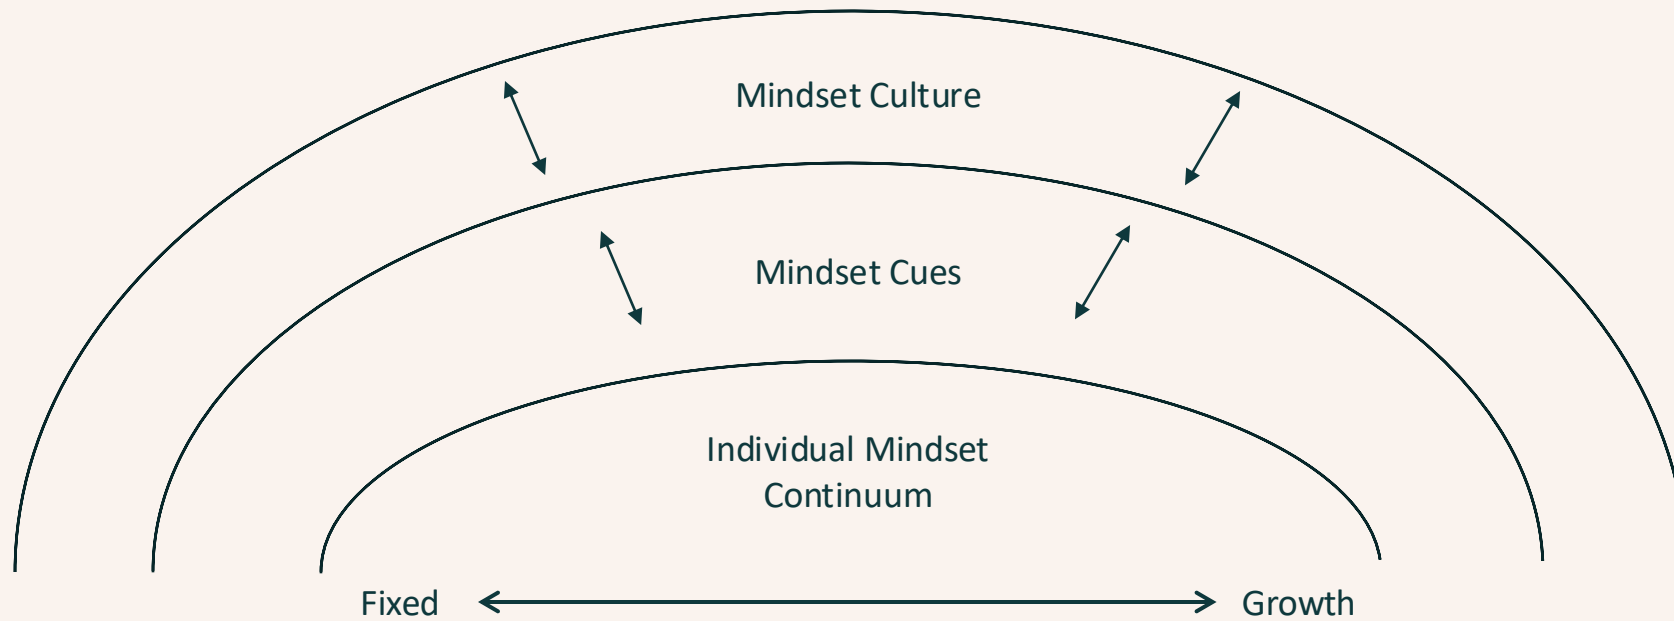 Mindset Culture
Mindset Cues
Individual Mindset
Continuum
Fixed
Growth